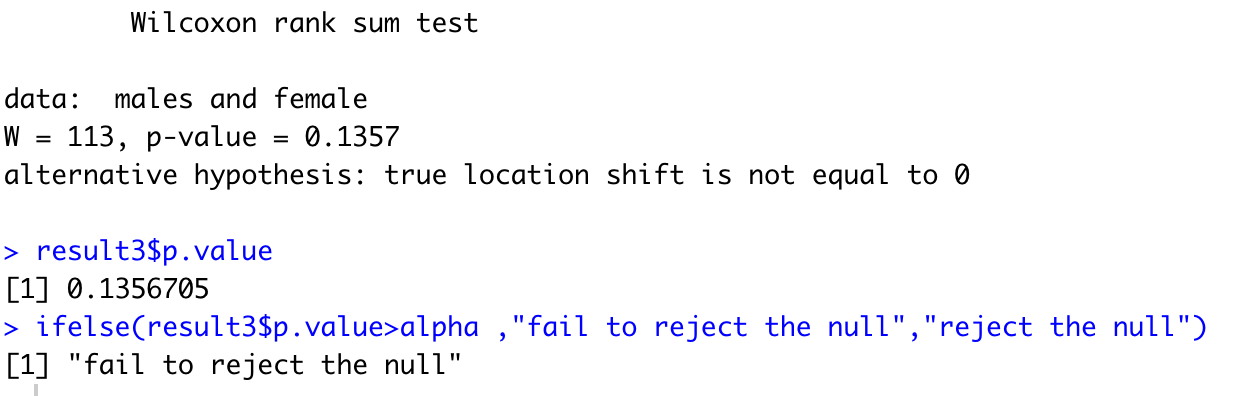 Wilcoxon rank sum test
data:  males and female
W = 113, p-value = 0.1357
alternative hypothesis: true location shift is not equal to 0
> result3$p.value
[1] 0.1356705
> ifelse(result3$p.value>alpha ,"fail to reject the null","reject the null")
[1] "fail to reject the null"